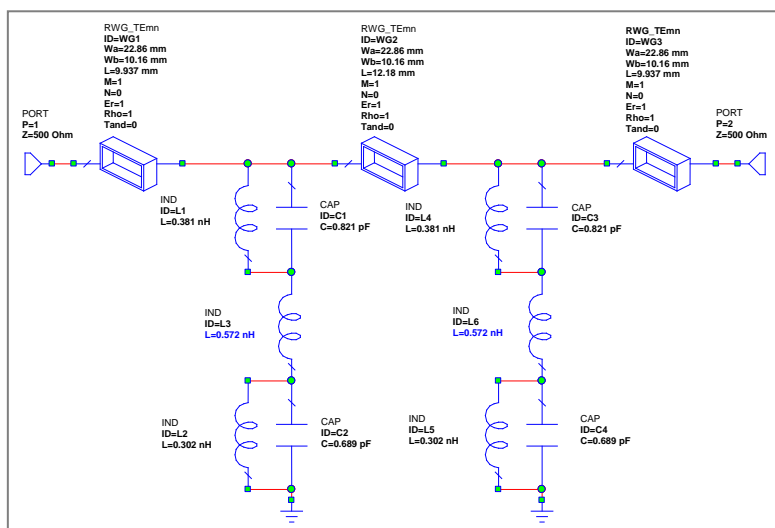 RWG_TEmn
ID=WG1
Wa=22.86 mm
Wb=10.16 mm
L=9.937 mm
M=1
N=0
Er=1
Rho=1
Tand=0
RWG_TEmn
ID=WG2
Wa=22.86 mm
Wb=10.16 mm
L=12.18 mm
M=1
N=0
Er=1
Rho=1
Tand=0
RWG_TEmn
ID=WG3
Wa=22.86 mm
Wb=10.16 mm
L=9.937 mm
M=1
N=0
Er=1
Rho=1
Tand=0
PORT
P=1
Z=500 Ohm
PORT
P=2
Z=500 Ohm
IND
ID=L1
L=0.381 nH
CAP
ID=C1
C=0.821 pF
IND
ID=L4
L=0.381 nH
CAP
ID=C3
C=0.821 pF
IND
ID=L3
L=0.572 nH
IND
ID=L6
L=0.572 nH
IND
ID=L2
L=0.302 nH
CAP
ID=C2
C=0.689 pF
IND
ID=L5
L=0.302 nH
CAP
ID=C4
C=0.689 pF